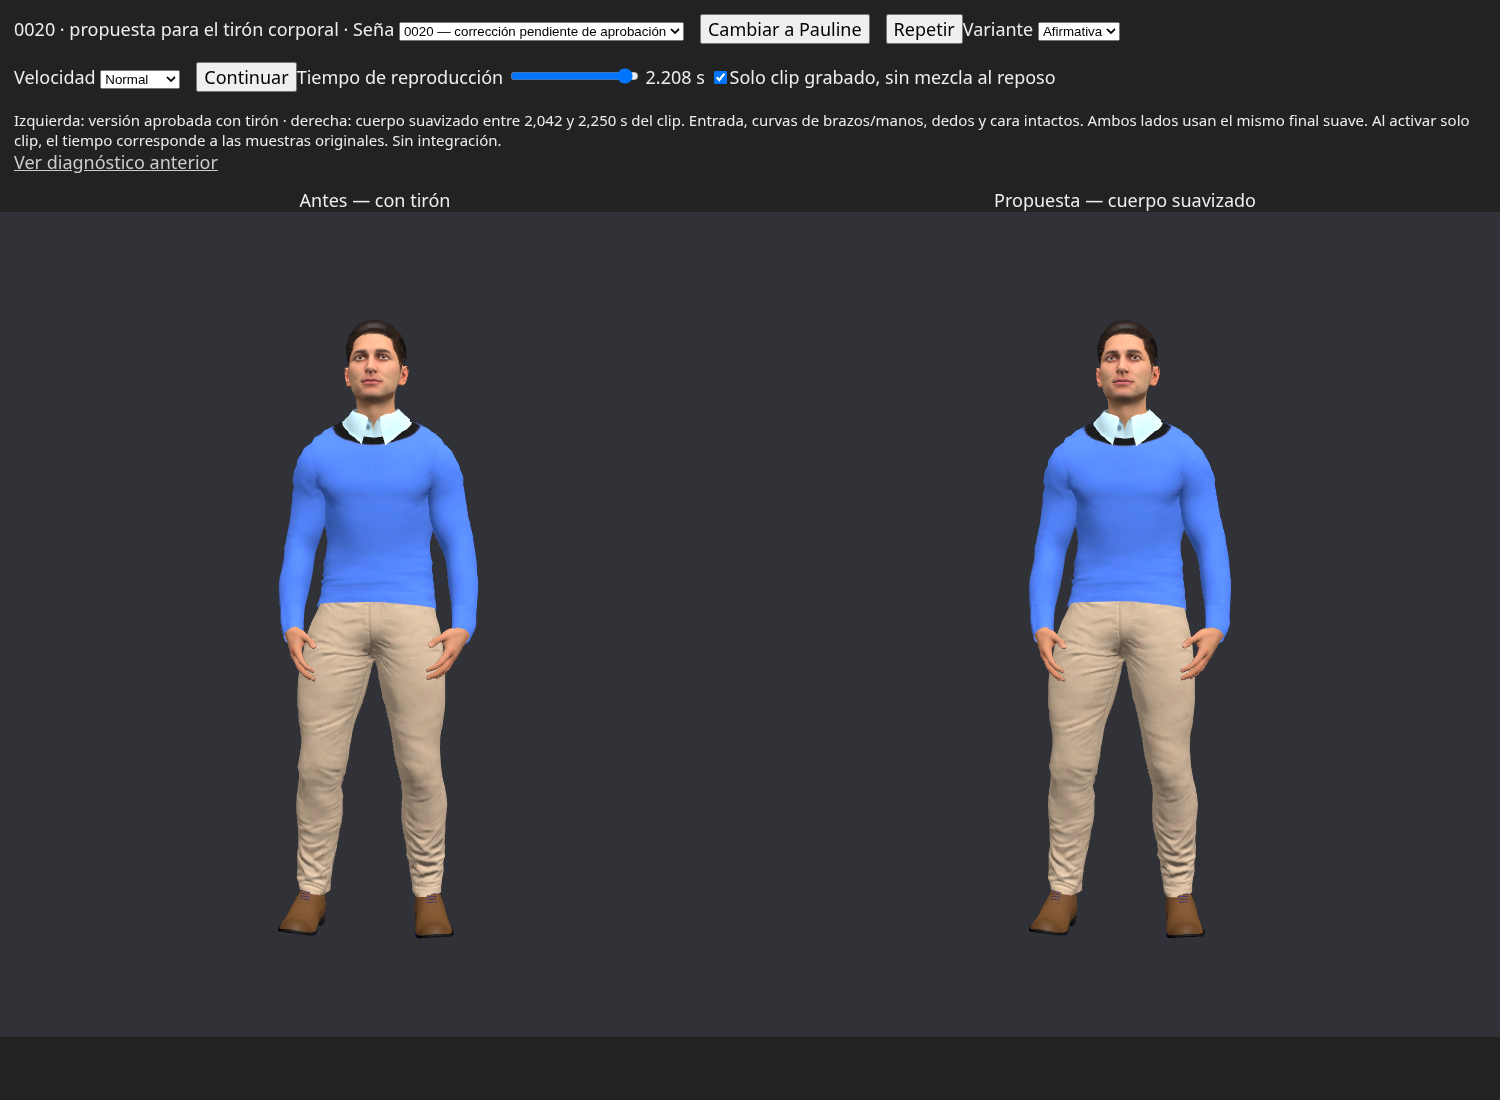 0020 · propuesta para el tirón corporal · Seña 0020 — corrección pendiente de aprobación Cambiar a Pauline Repetir Variante Afirmativa
Velocidad Normal Continuar Tiempo de reproducción 2.208 s Solo clip grabado, sin mezcla al reposo
Izquierda: versión aprobada con tirón · derecha: cuerpo suavizado entre 2,042 y 2,250 s del clip. Entrada, curvas de brazos/manos, dedos y cara intactos. Ambos lados usan el mismo final suave. Al activar solo
clip, el tiempo corresponde a las muestras originales. Sin integración.
Ver diagnóstico anterior
Antes — con tirón
Propuesta — cuerpo suavizado